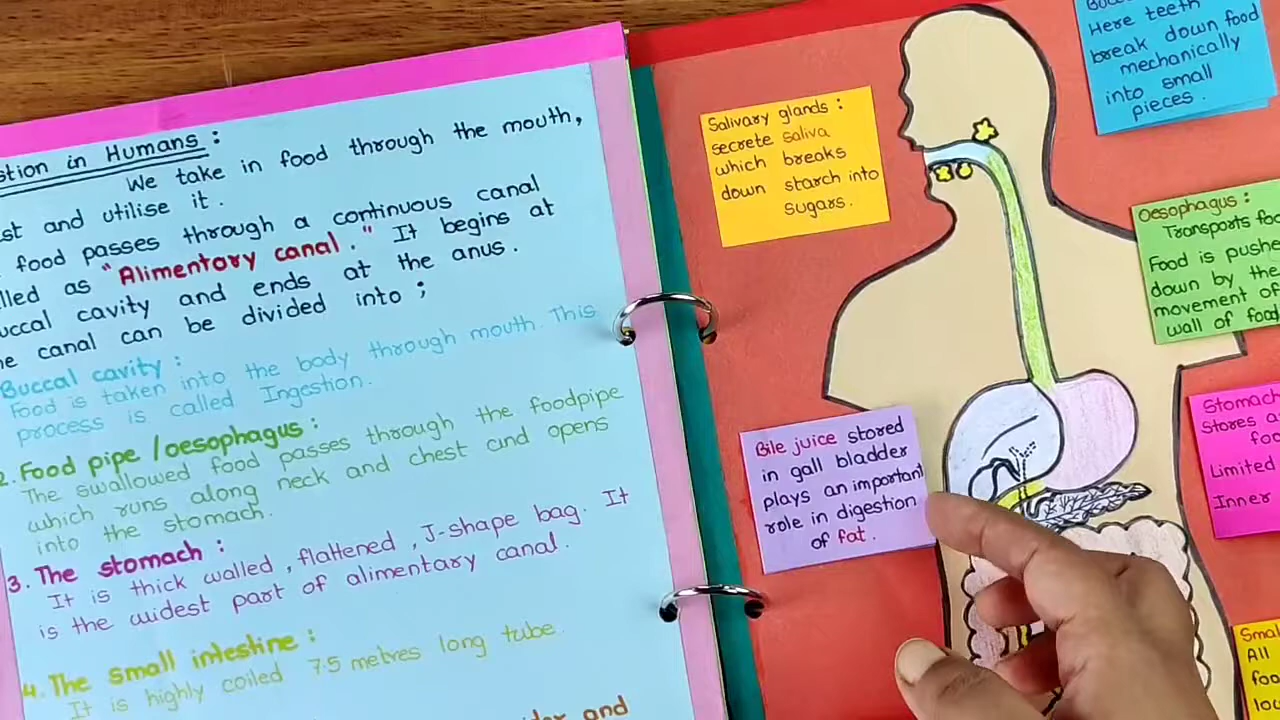 stion in Humans :
We take in food through the mouth,
st and utilise it.
food passes through a continuous canal
lled as "Alimentory canal." It begins at
uccal cavity and ends at the anus.
he canal can be divided into ;
Buccal cavity :
Food is taken into the body through mouth. This
process is called Ingestion.
2. Food pipe / oesophagus :
The swallowed food passes through the foodpipe
which runs along neck and chest and opens
into the stomach.
3. The stomach :
It is thick walled, flattened, J-shape bag. It
is the widest part of alimentary canal.
4. The small intestine :
It is highly coiled 7.5 metres long tube.
and
Salivary glands :
secrete saliva
which breaks
down starch into
sugars.
Bile juice stored
in gall bladder
plays an important
role in digestion
of fat.
Here teeth
break down food
mechanically
into small
pieces.
Oesophagus :
Transports foo
Food is pushe
down by the
movement of
wall of food
Stomach
Stores a
foo
Limited
Inner
Smal
All
foo
loc